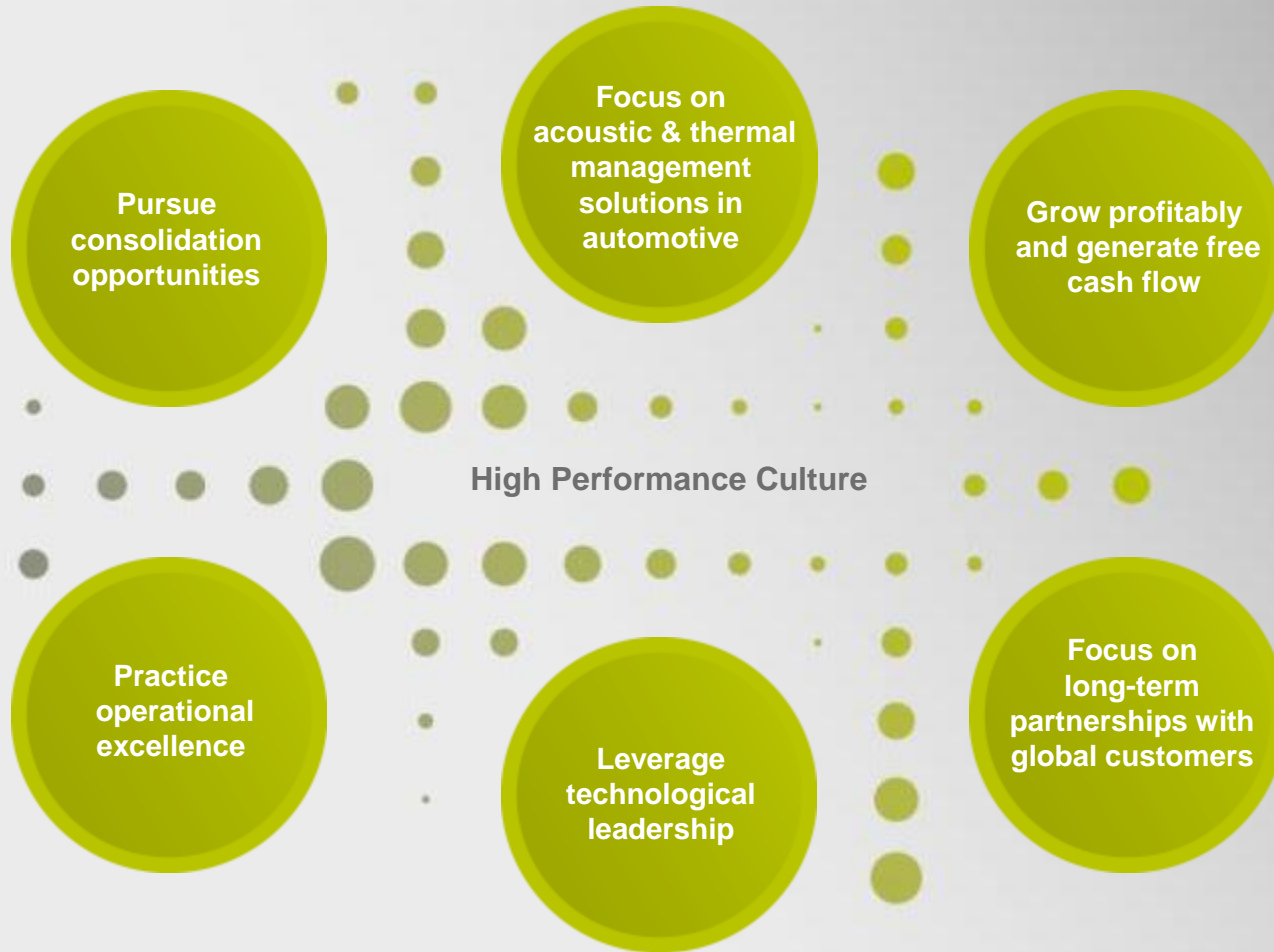 Focus on
acoustic & thermal
management
solutions in
automotive
Pursue
consolidation
opportunities
Grow profitably
and generate free
cash flow
High Performance Culture
Practice
operational
excellence
Leverage
technological
leadership
Focus on
long-term
partnerships with
global customers